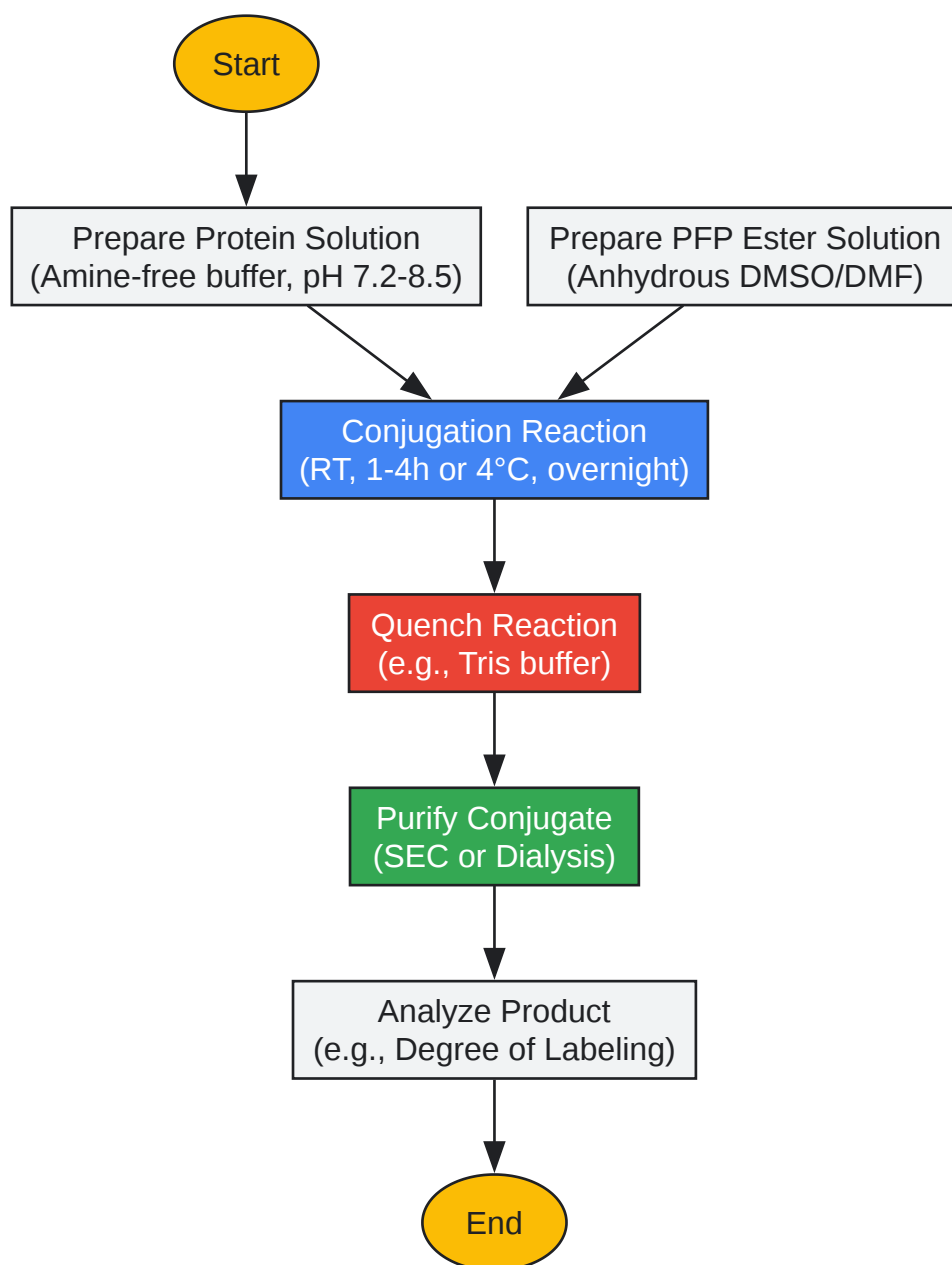 Start
Prepare Protein Solution
(Amine-free buffer, pH 7.2-8.5)
Prepare PFP Ester Solution
(Anhydrous DMSO/DMF)
Conjugation Reaction
(RT, 1-4h or 4°C, overnight)
Quench Reaction
(e.g., Tris buffer)
Purify Conjugate
(SEC or Dialysis)
Analyze Product
(e.g., Degree of Labeling)
End